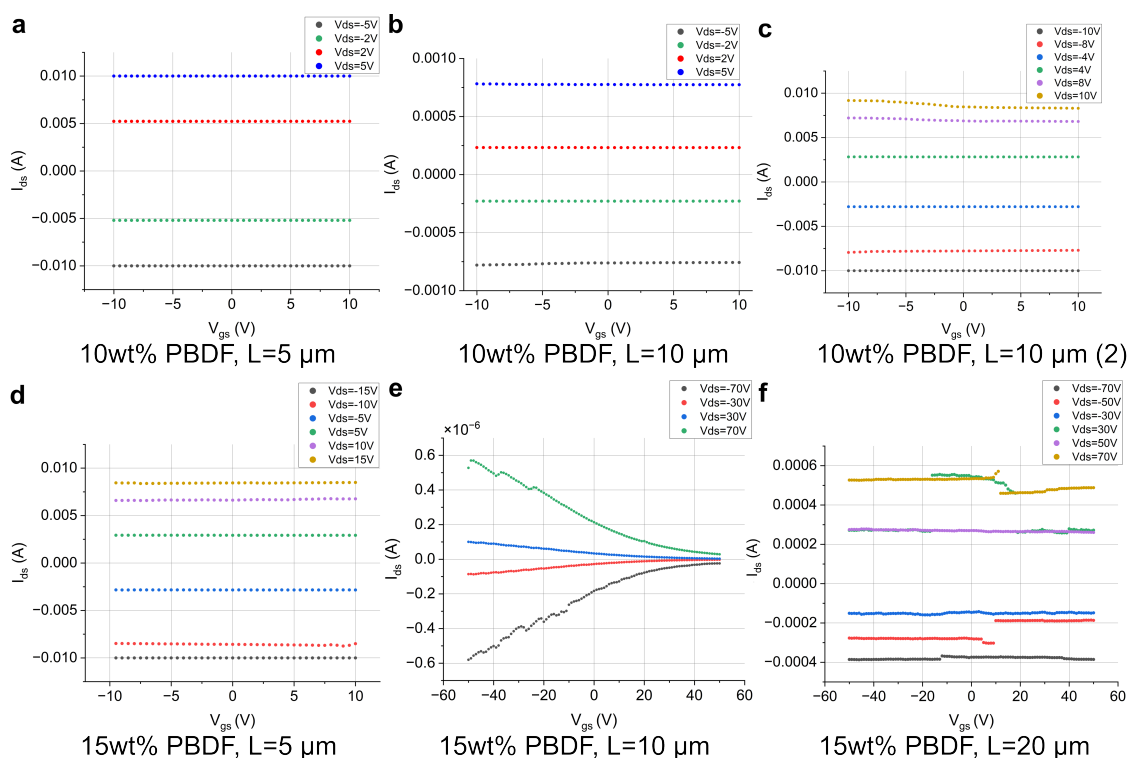 a
Vds=-5V
Vds=-2V
Vds=2V
Vds=5V
0.010
0.005
0.000
−0.005
−0.010
Ids (A)
−10 −5 0 5 10
Vgs (V)
10wt% PBDF, L=5 µm
b
Vds=-5V
Vds=-2V
Vds=2V
Vds=5V
0.0010
0.0005
0.0000
−0.0005
−0.0010
Ids (A)
−10 −5 0 5 10
Vgs (V)
10wt% PBDF, L=10 µm
c
Vds=-10V
Vds=-8V
Vds=-4V
Vds=4V
Vds=8V
Vds=10V
0.010
0.005
0.000
−0.005
−0.010
Ids (A)
−10 −5 0 5 10
Vgs (V)
10wt% PBDF, L=10 µm (2)
d
Vds=-15V
Vds=-10V
Vds=-5V
Vds=5V
Vds=10V
Vds=15V
0.010
0.005
0.000
−0.005
−0.010
Ids (A)
−10 −5 0 5 10
Vgs (V)
15wt% PBDF, L=5 µm
e
Vds=-70V
Vds=-30V
Vds=30V
Vds=70V
×10⁻⁶
0.6
0.4
0.2
0.0
−0.2
−0.4
−0.6
Ids (A)
−60 −40 −20 0 20 40 60
Vgs (V)
15wt% PBDF, L=10 µm
f
Vds=-70V
Vds=-50V
Vds=-30V
Vds=30V
Vds=50V
Vds=70V
0.0006
0.0004
0.0002
0.0000
−0.0002
−0.0004
Ids (A)
−60 −40 −20 0 20 40 60
Vgs (V)
15wt% PBDF, L=20 µm